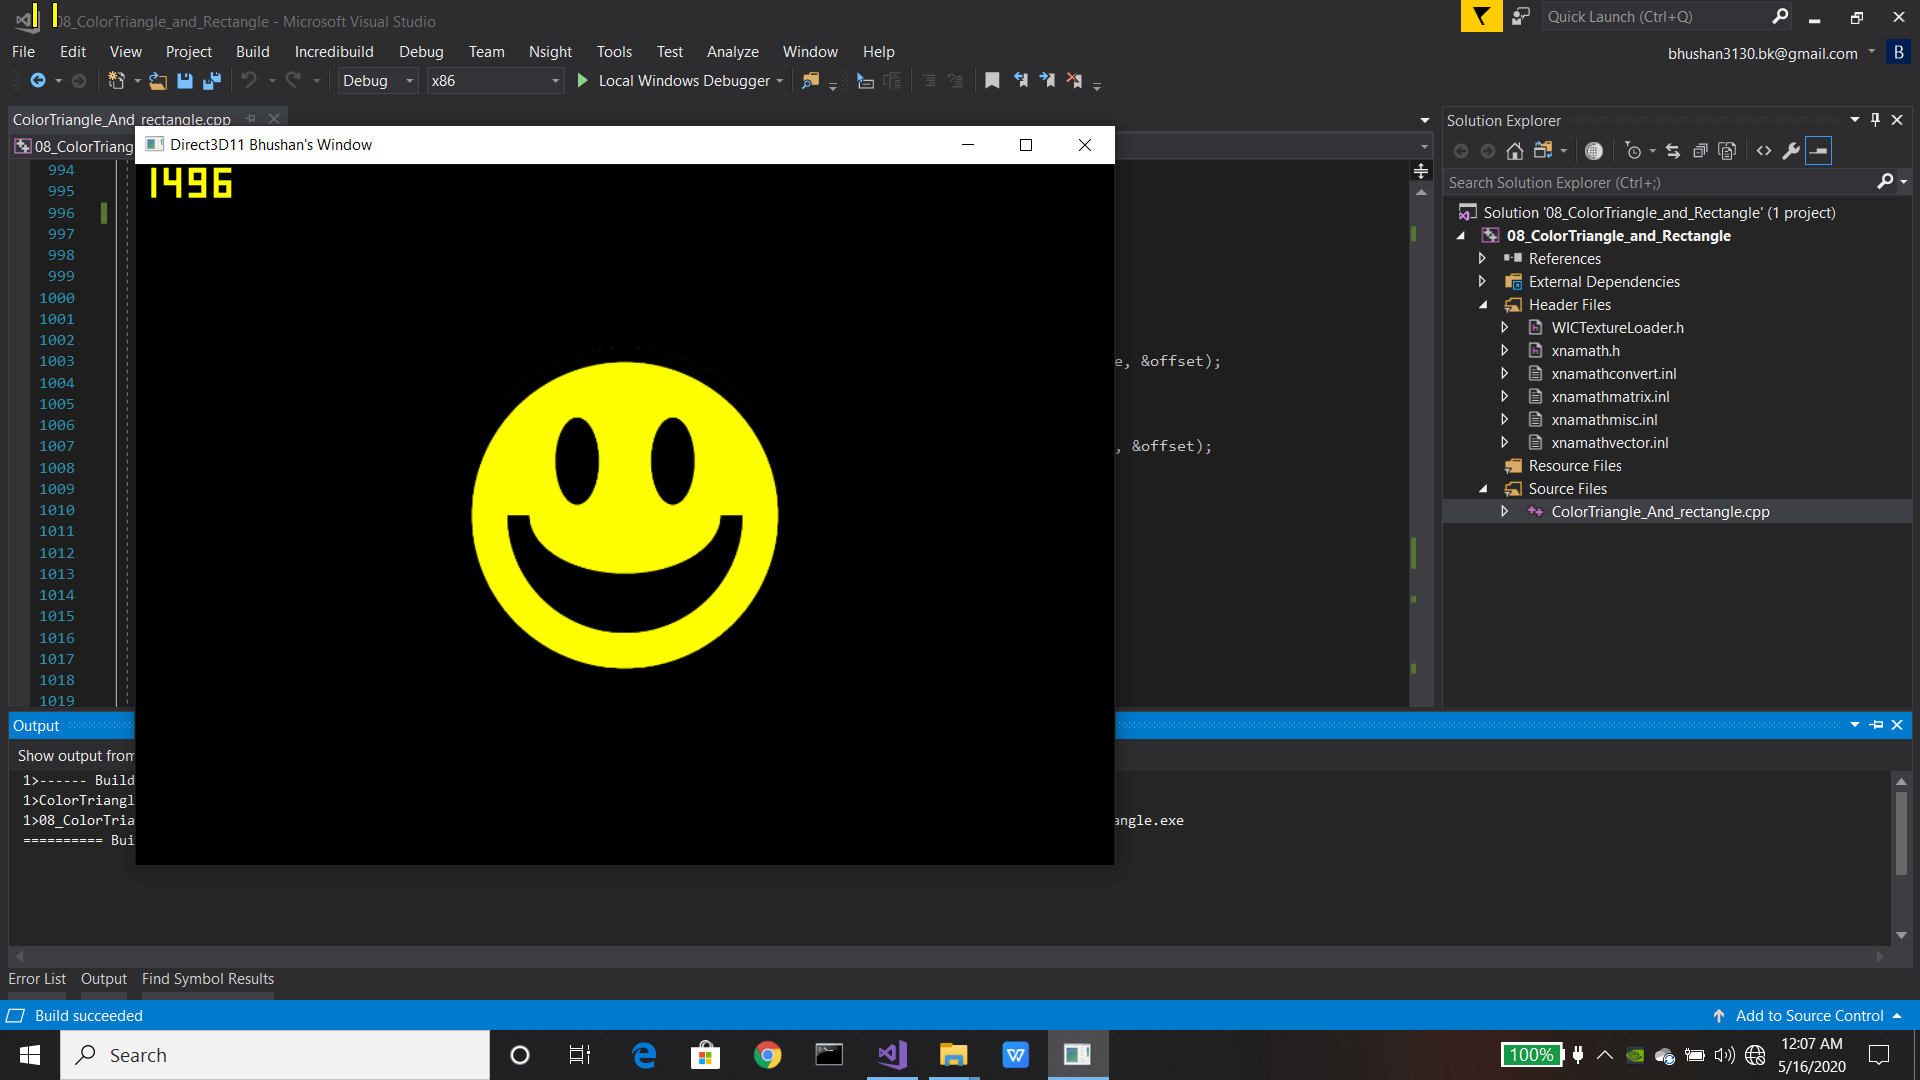 08_ColorTriangle_and_Rectangle - Microsoft Visual Studio
Quick Launch (Ctrl+Q)
File Edit View Project Build Incredibuild Debug Team Nsight Tools Test Analyze Window Help
bhushan3130.bk@gmail.com
B
Debug x86 Local Windows Debugger
ColorTriangle_And_rectangle.cpp
08_ColorTriang
Direct3D11 Bhushan's Window
1496
994
995
996
997
998
999
1000
1001
1002
1003 e, &offset);
1004
1005
1006
1007 , &offset);
1008
1009
1010
1011
1012
1013
1014
1015
1016
1017
1018
1019
Solution Explorer
Search Solution Explorer (Ctrl+;)
Solution '08_ColorTriangle_and_Rectangle' (1 project)
08_ColorTriangle_and_Rectangle
References
External Dependencies
Header Files
WICTextureLoader.h
xnamath.h
xnamathconvert.inl
xnamathmatrix.inl
xnamathmisc.inl
xnamathvector.inl
Resource Files
Source Files
ColorTriangle_And_rectangle.cpp
Output
Show output from
1>------ Build
1>ColorTriangl
1>08_ColorTria angle.exe
========== Bui
Error List Output Find Symbol Results
Build succeeded
Add to Source Control
Search
W
100%
12:07 AM
5/16/2020